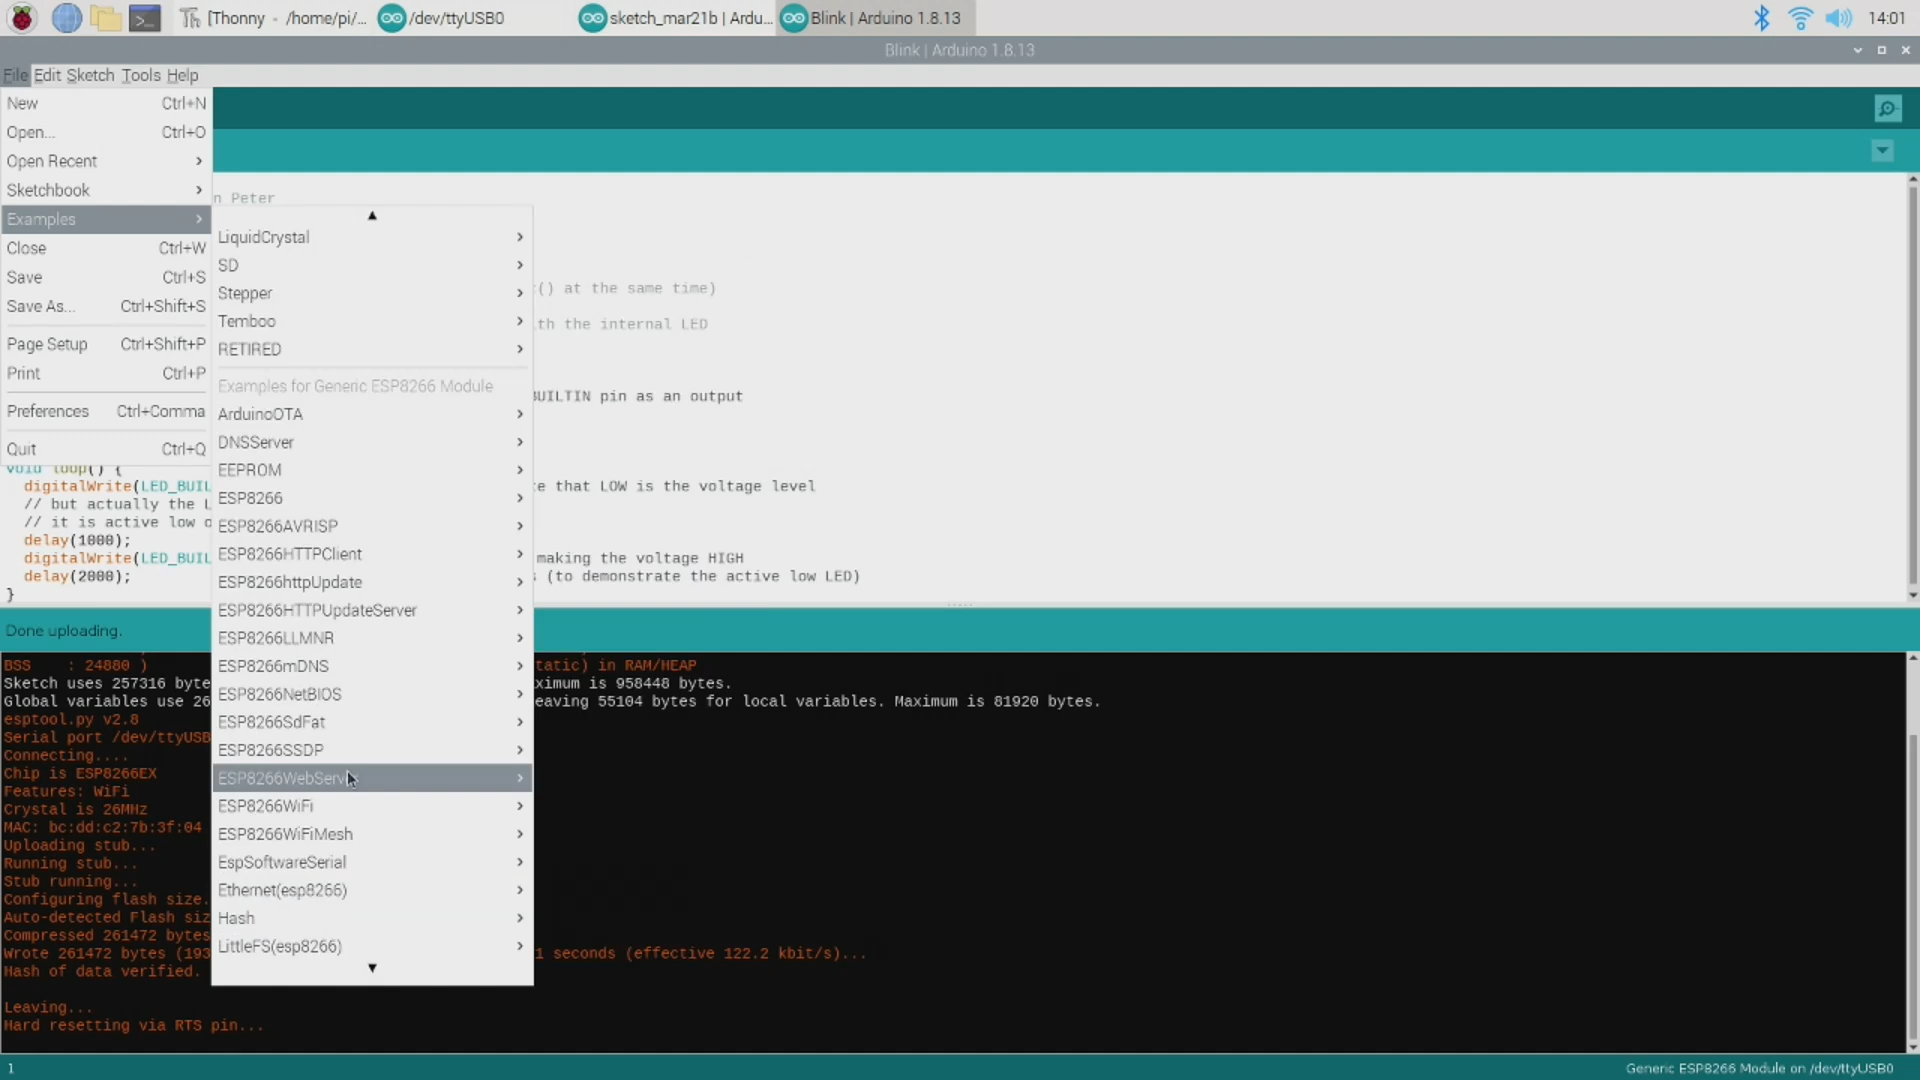 [Thonny - /home/pi/...
/dev/ttyUSB0
sketch_mar21b | Ardu...
Blink | Arduino 1.8.13
14:01
Blink | Arduino 1.8.13
File Edit Sketch Tools Help
New Ctrl+N
Open... Ctrl+O
Open Recent
Sketchbook
Examples
Close Ctrl+W
Save Ctrl+S
Save As... Ctrl+Shift+S
Page Setup Ctrl+Shift+P
Print Ctrl+P
Preferences Ctrl+Comma
Quit Ctrl+Q
LiquidCrystal
SD
Stepper
Temboo
RETIRED
Examples for Generic ESP8266 Module
ArduinoOTA
DNSServer
EEPROM
ESP8266
ESP8266AVRISP
ESP8266HTTPClient
ESP8266httpUpdate
ESP8266HTTPUpdateServer
ESP8266LLMNR
ESP8266mDNS
ESP8266NetBIOS
ESP8266SdFat
ESP8266SSDP
ESP8266WebServer
ESP8266WiFi
ESP8266WiFiMesh
EspSoftwareSerial
Ethernet(esp8266)
Hash
LittleFS(esp8266)
n Peter
() at the same time)
th the internal LED
BUILTIN pin as an output
void loop() {
digitalWrite(LED_BUIL e that LOW is the voltage level
// but actually the L
// it is active low o
delay(1000);
digitalWrite(LED_BUIL making the voltage HIGH
delay(2000); s (to demonstrate the active low LED)
}
Done uploading.
BSS : 24880 ) tatic) in RAM/HEAP
Sketch uses 257316 byte ximum is 958448 bytes.
Global variables use 26 eaving 55104 bytes for local variables. Maximum is 81920 bytes.
esptool.py v2.8
Serial port /dev/ttyUSB
Connecting....
Chip is ESP8266EX
Features: WiFi
Crystal is 26MHz
MAC: bc:dd:c2:7b:3f:04
Uploading stub...
Running stub...
Stub running...
Configuring flash size.
Auto-detected Flash siz
Compressed 261472 bytes
Wrote 261472 bytes (193 1 seconds (effective 122.2 kbit/s)...
Hash of data verified.
Leaving...
Hard resetting via RTS pin...
1
Generic ESP8266 Module on /dev/ttyUSB0